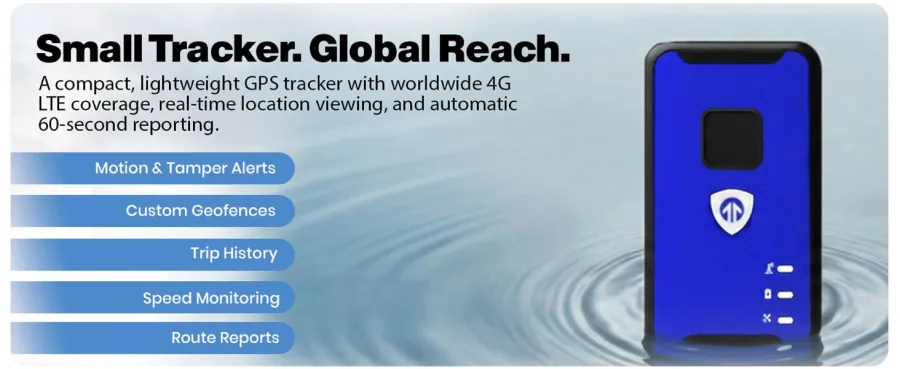 Small Tracker. Global Reach.
A compact, lightweight GPS tracker with worldwide 4G
LTE coverage, real-time location viewing, and automatic
60-second reporting.
Motion & Tamper Alerts
Custom Geofences
Trip History
Speed Monitoring
Route Reports